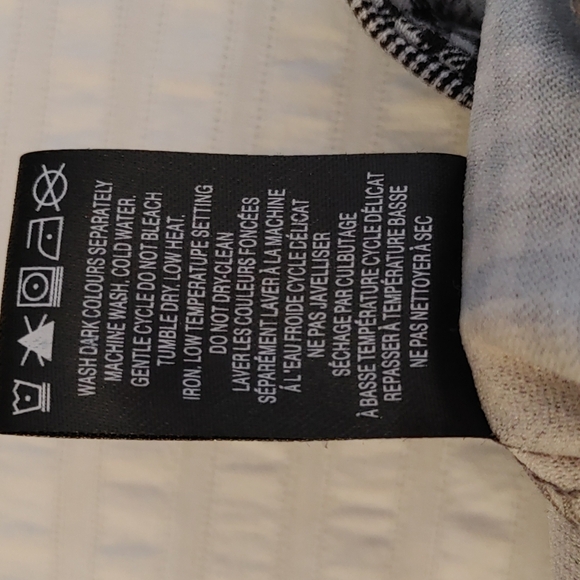 WASH DARK COLOURS SEPARATELY
MACHINE WASH, COLD WATER.
GENTLE CYCLE DO NOT BLEACH
TUMBLE DRY, LOW HEAT.
IRON, LOW TEMPERATURE SETTING
DO NOT DRY-CLEAN
LAVER LES COULEURS FONCÉES
SÉPARÉMENT LAVER À LA MACHINE
Á L'EAU FROIDE CYCLE DÉLICAT
NE PAS JAVELLISER
SÉCHAGE PAR CULBUTAGE
À BASSE TEMPÉRATURE CYCLE DÉLICAT
REPASSER À TEMPÉRATURE BASSE
NE PAS NETTOYER À SEC